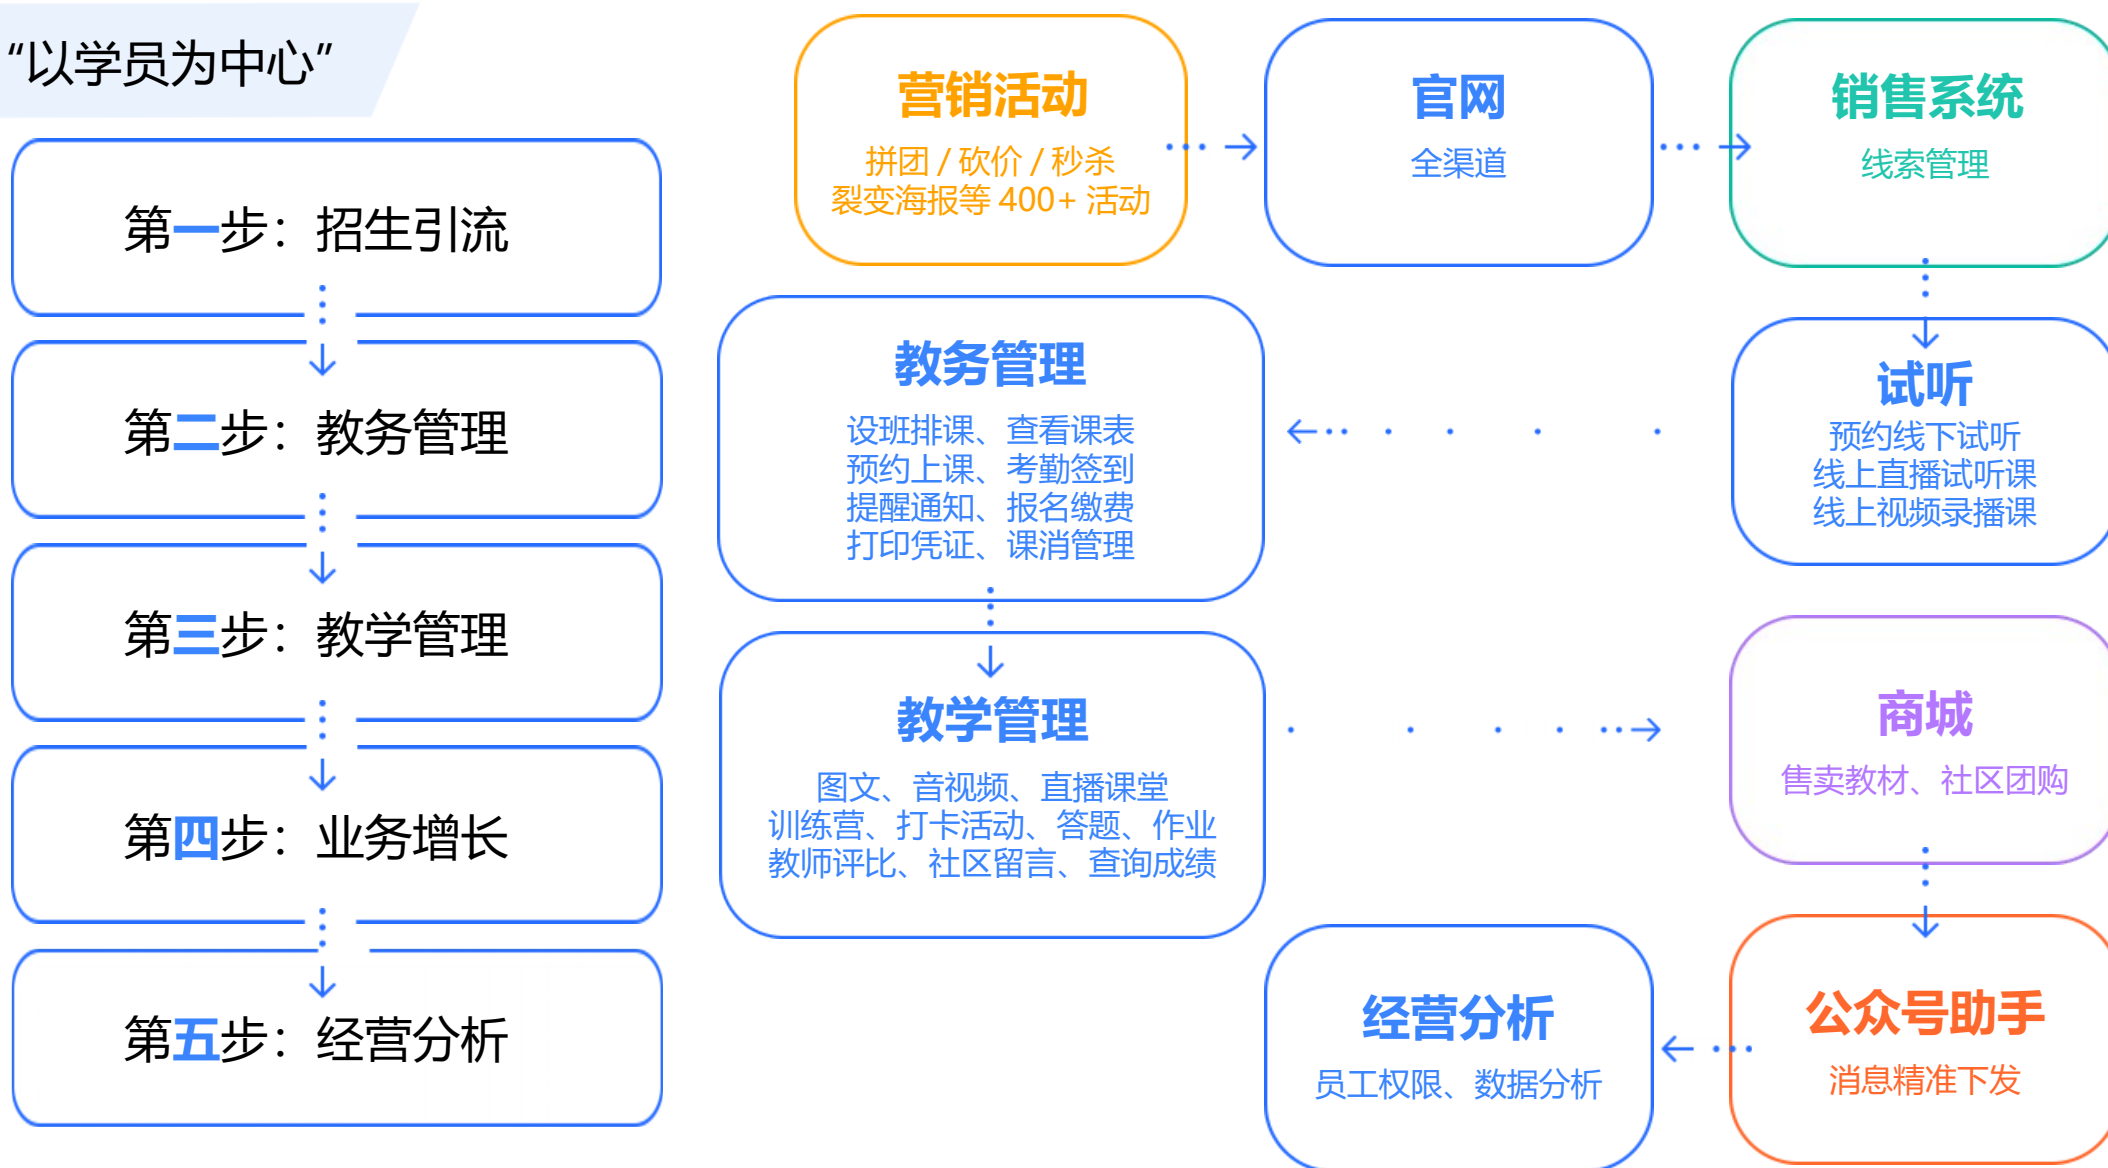 “以学员为中心”
第一步：招生引流
第二步：教务管理
第三步：教学管理
第四步：业务增长
第五步：经营分析
营销活动
拼团 / 砍价 / 秒杀
裂变海报等 400+ 活动
官网
全渠道
销售系统
线索管理
试听
预约线下试听
线上直播试听课
线上视频录播课
教务管理
设班排课、查看课表
预约上课、考勤签到
提醒通知、报名缴费
打印凭证、课消管理
教学管理
图文、音视频、直播课堂
训练营、打卡活动、答题、作业
教师评比、社区留言、查询成绩
商城
售卖教材、社区团购
公众号助手
消息精准下发
经营分析
员工权限、数据分析